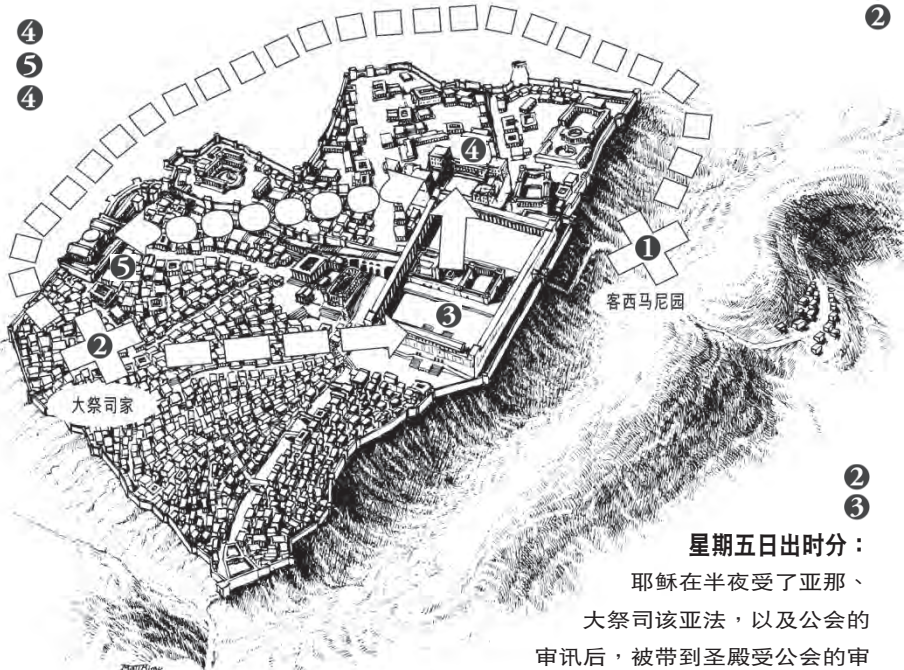 ❹
❺
❹
❷
❹
❶
客西马尼园
❺
❸
❷
大祭司家
❷
❸
星期五日出时分：
耶稣在半夜受了亚那、
大祭司该亚法，以及公会的
审讯后，被带到圣殿受公会的审